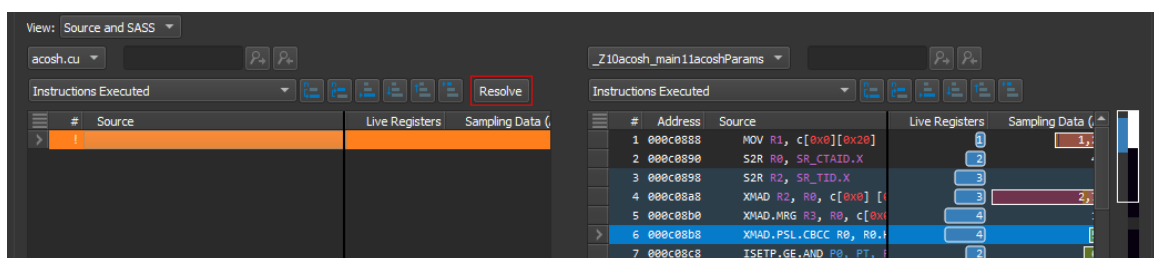 View: Source and SASS
acosh.cu
_Z10acosh_main11acoshParams
Instructions Executed
Resolve
Instructions Executed
# Source Live Registers Sampling Data (
!
# Address Source Live Registers Sampling Data (
1 000c0888 MOV R1, c[0x0][0x20] 1 1,
2 000c0890 S2R R0, SR_CTAID.X 2
3 000c0898 S2R R2, SR_TID.X 3
4 000c08a8 XMAD R2, R0, c[0x0] [ 3 2,
5 000c08b0 XMAD.MRG R3, R0, c[0x 4
6 000c08b8 XMAD.PSL.CBCC R0, R0. 4
7 000c08c8 ISETP.GE.AND P0, PT, 2